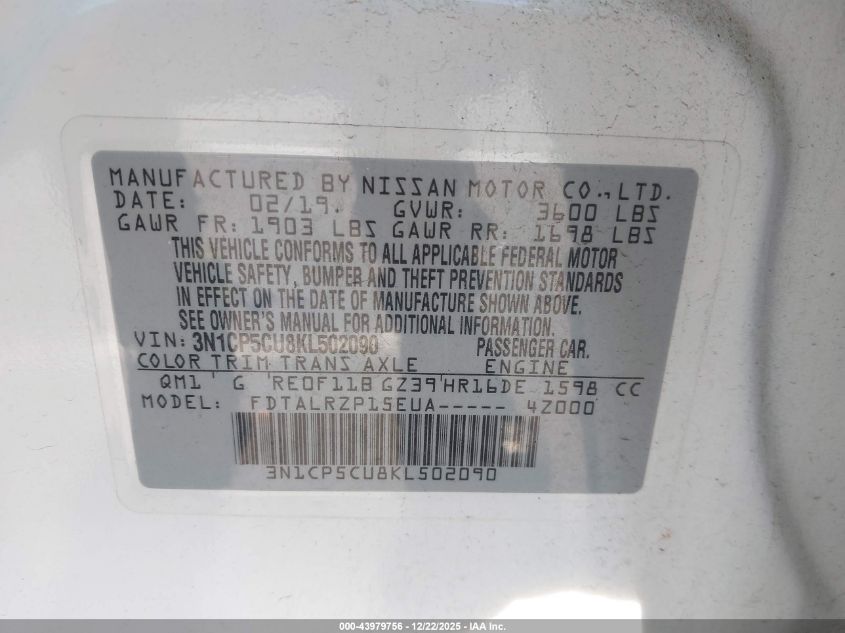 MANUFACTURED BY NISSAN MOTOR CO., LTD.
DATE: 02/19. GVWR: 3600 LBS
GAWR FR: 1903 LBS GAWR RR: 1698 LBS
THIS VEHICLE CONFORMS TO ALL APPLICABLE FEDERAL MOTOR
VEHICLE SAFETY, BUMPER AND THEFT PREVENTION STANDARDS
IN EFFECT ON THE DATE OF MANUFACTURE SHOWN ABOVE.
SEE OWNER'S MANUAL FOR ADDITIONAL INFORMATION.
VIN: 3N1CP5CU8KL502090 PASSENGER CAR.
COLOR TRIM TRANS AXLE ENGINE
QM1 G RE0F11B GZ39 HR16DE 1598 CC
MODEL: FDTALRZP15EUA----- 4Z000
3N1CP5CU8KL502090
000-43979756 - 12/22/2025 - IAA Inc.